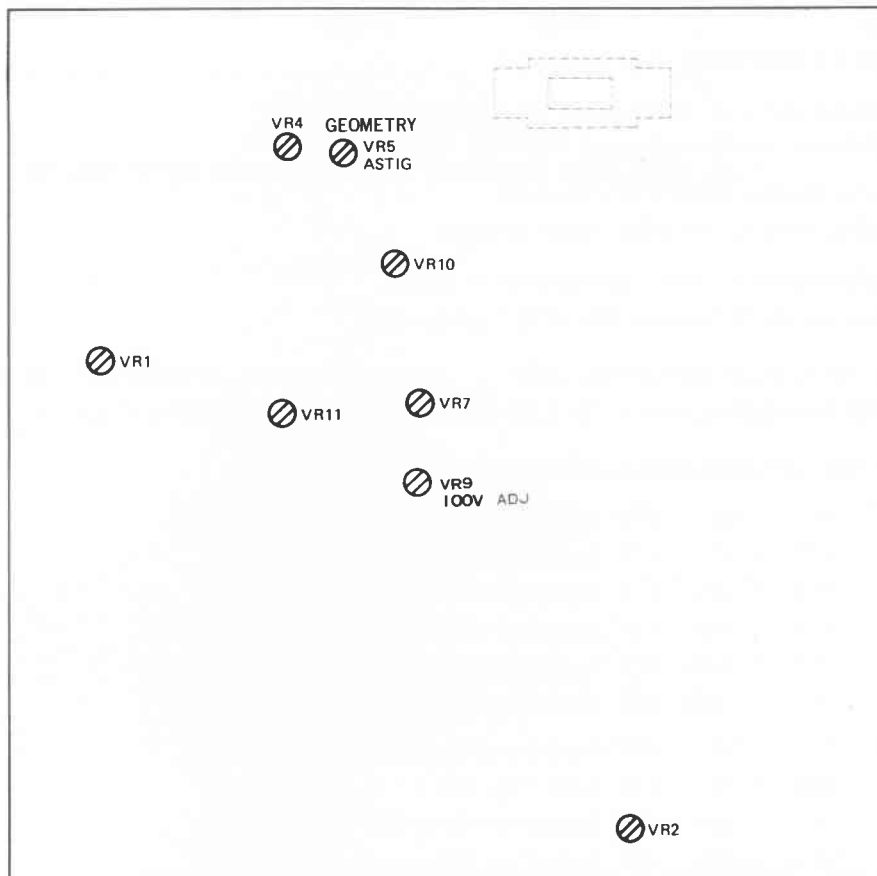 VR4 GEOMETRY
VR5
ASTIG
VR10
VR1
VR7
VR11
VR9
100V ADJ
VR2